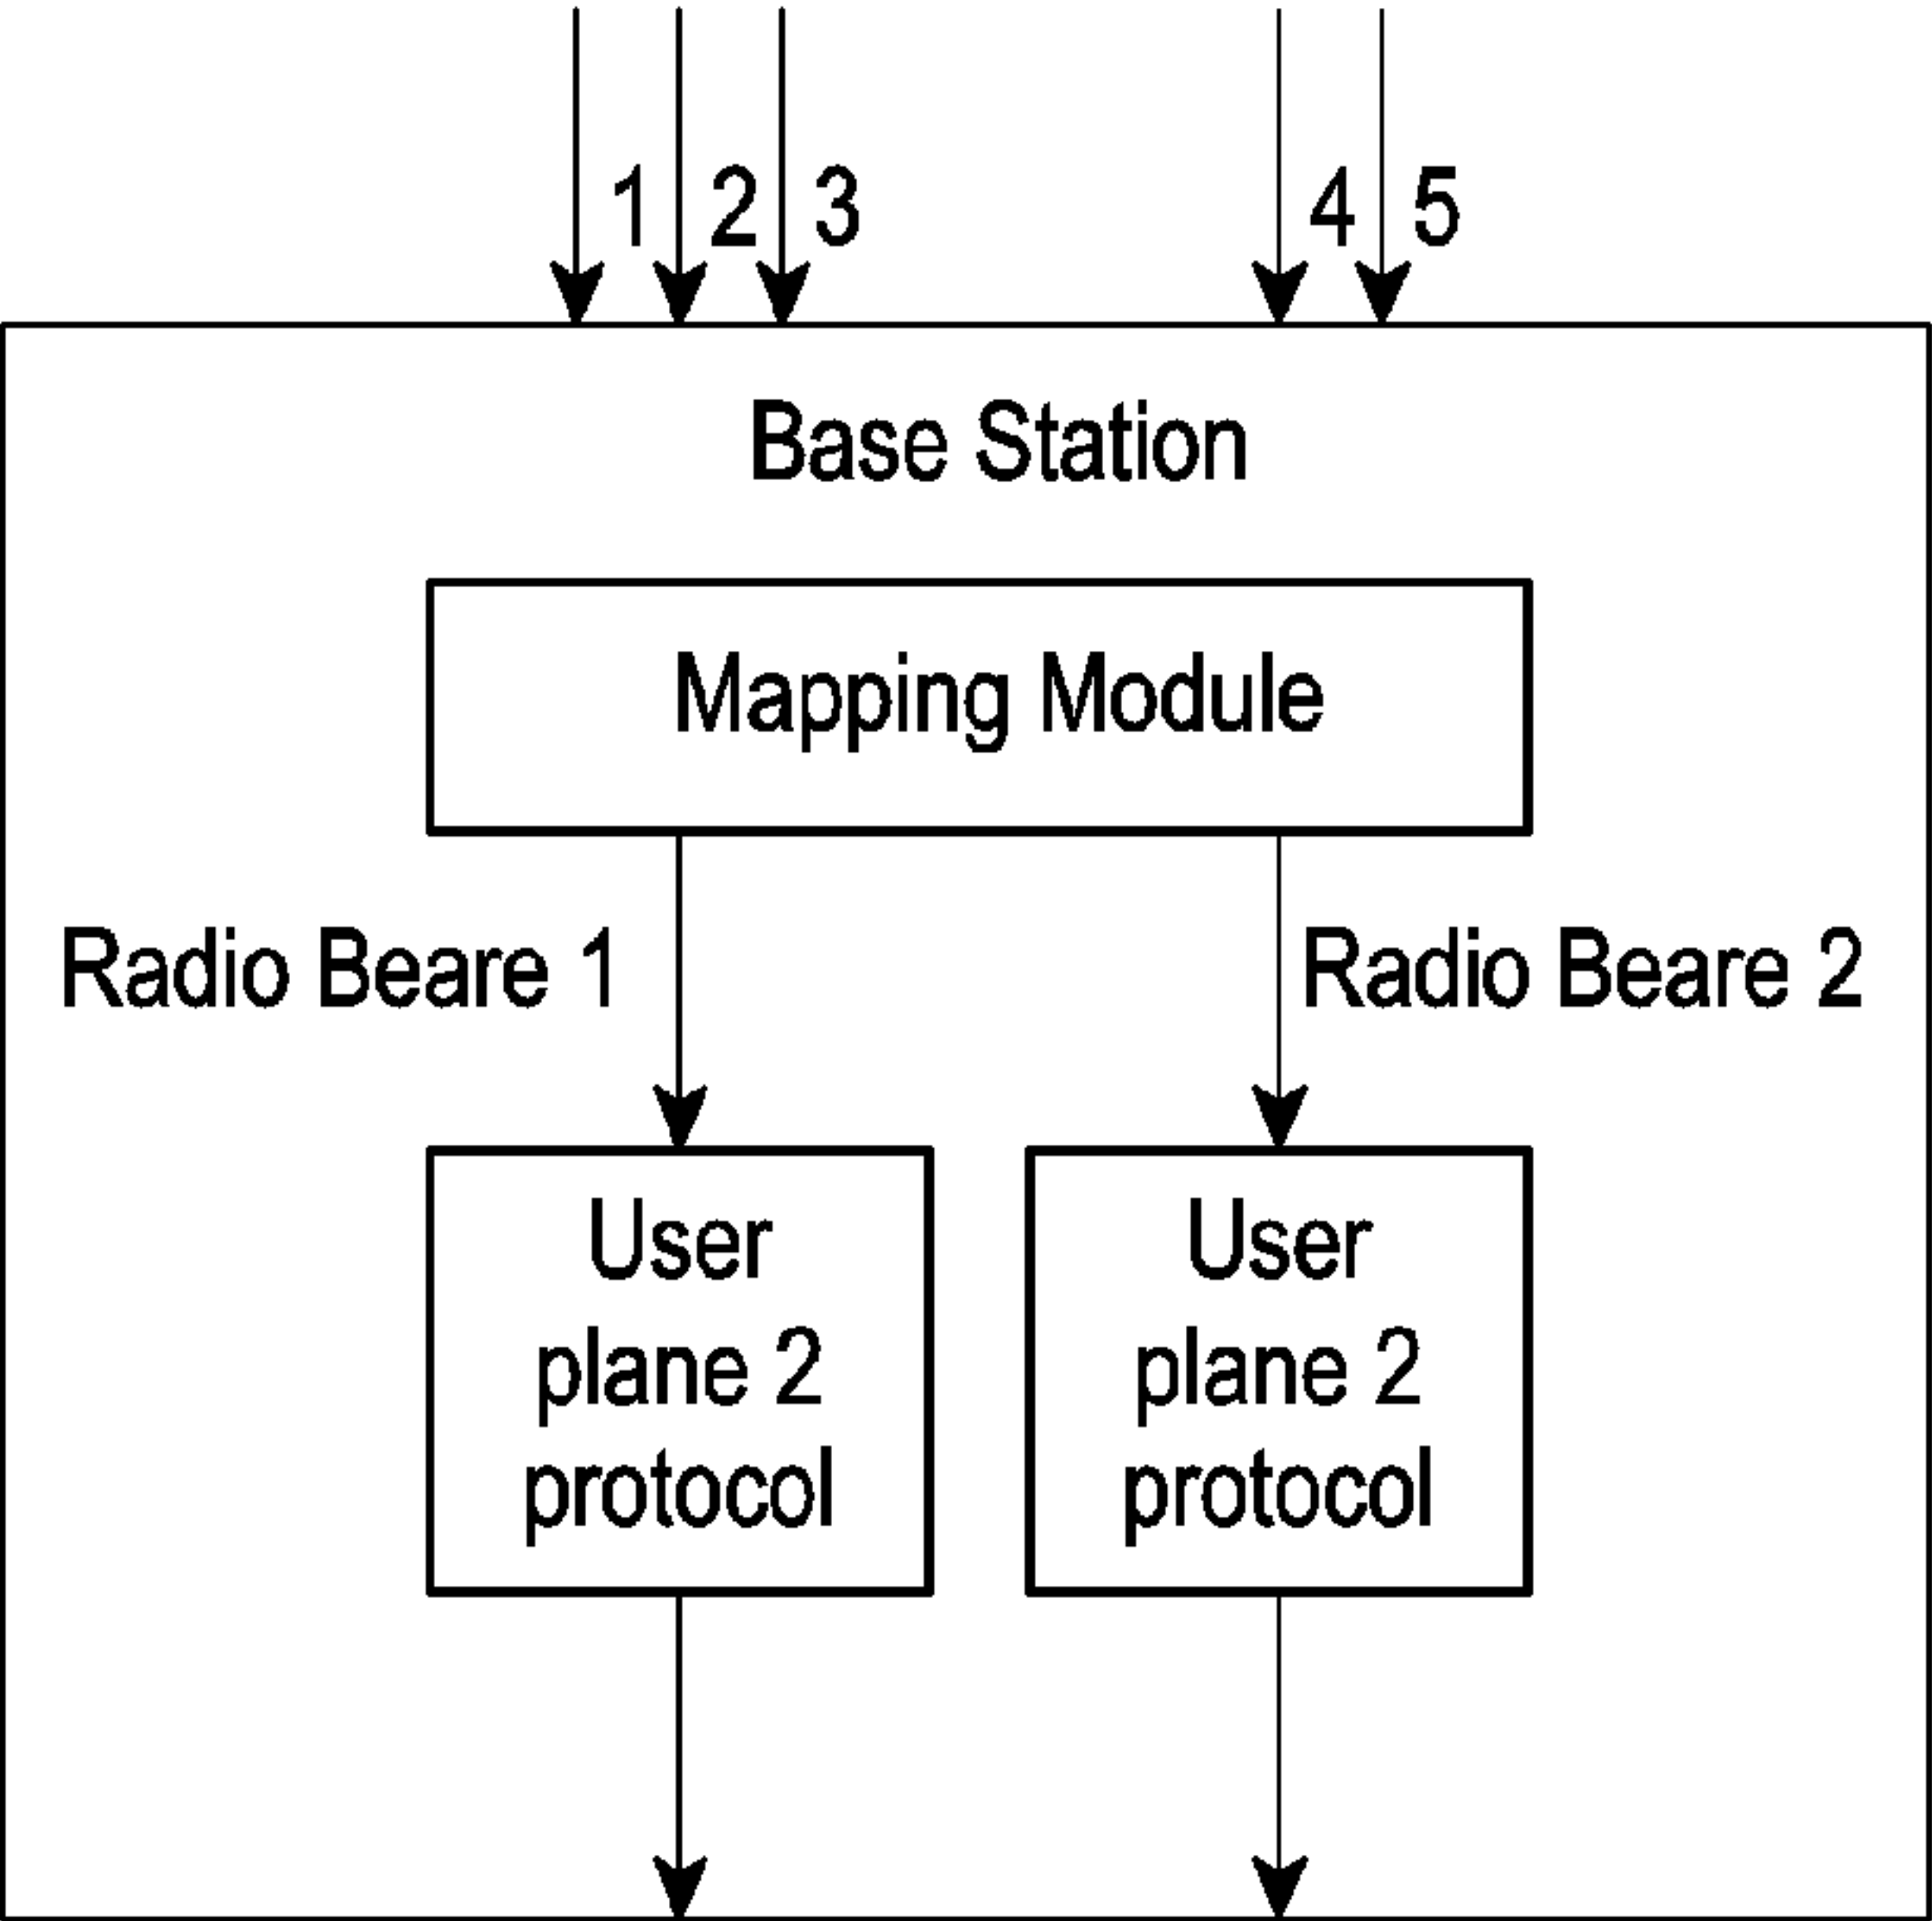 1 2 3 4 5
Base Station
Mapping Module
Radio Beare 1
Radio Beare 2
User
plane 2
protocol
User
plane 2
protocol